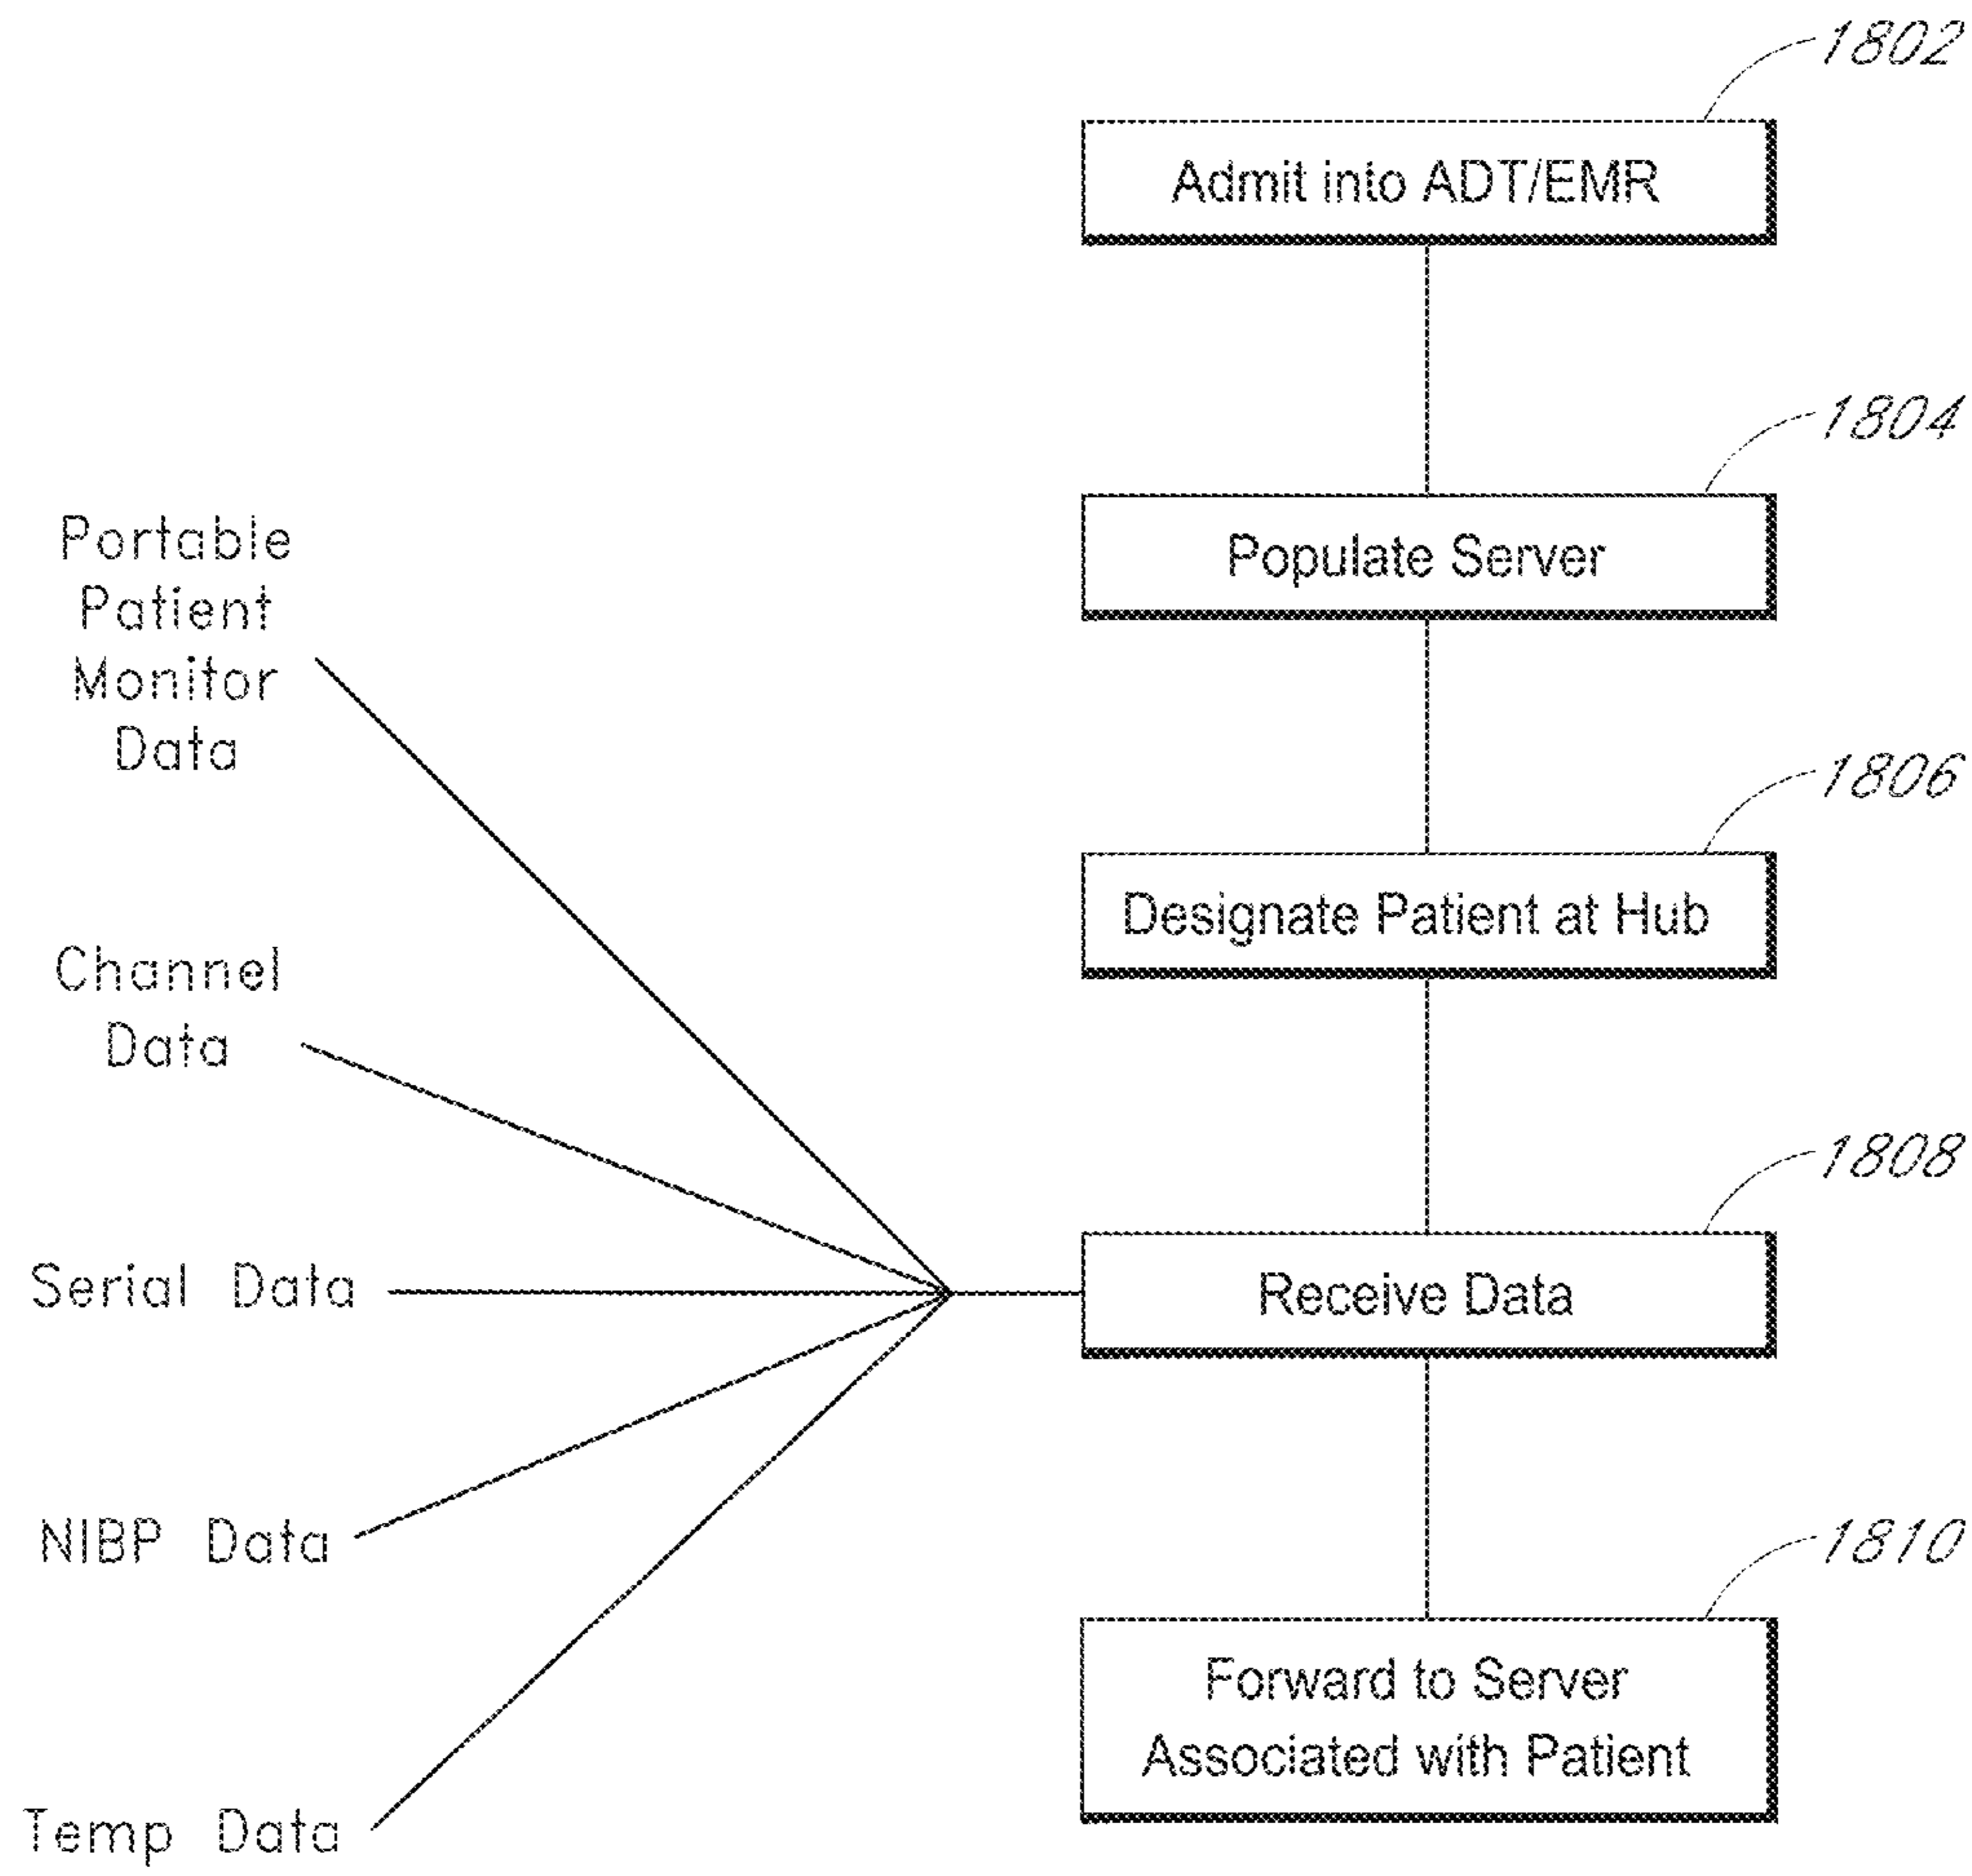 1802
Admit into ADT/EMR
1804
Populate Server
Portable
Patient
Monitor
Data
1806
Designate Patient at Hub
Channel
Data
1808
Serial Data
Receive Data
NIBP Data
1810
Forward to Server
Associated with Patient
Temp Data